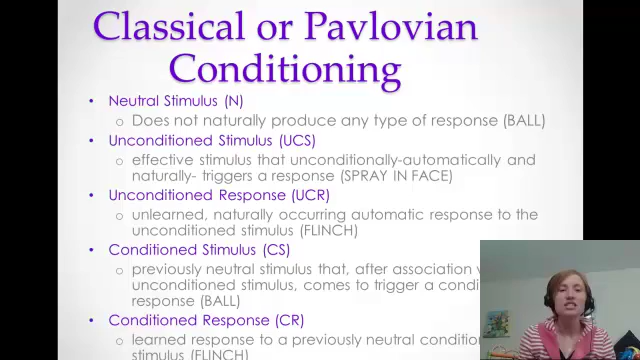 Classical or Pavlovian
Conditioning
• Neutral Stimulus (N)
o Does not naturally produce any type of response (BALL)
• Unconditioned Stimulus (UCS)
o effective stimulus that unconditionally-automatically and
naturally- triggers a response (SPRAY IN FACE)
• Unconditioned Response (UCR)
o unlearned, naturally occurring automatic response to the
unconditioned stimulus (FLINCH)
• Conditioned Stimulus (CS)
o previously neutral stimulus that, after association
unconditioned stimulus, comes to trigger a
response (BALL)
• Conditioned Response (CR)
o learned response to a previously neutral
stimulus (FLINCH)